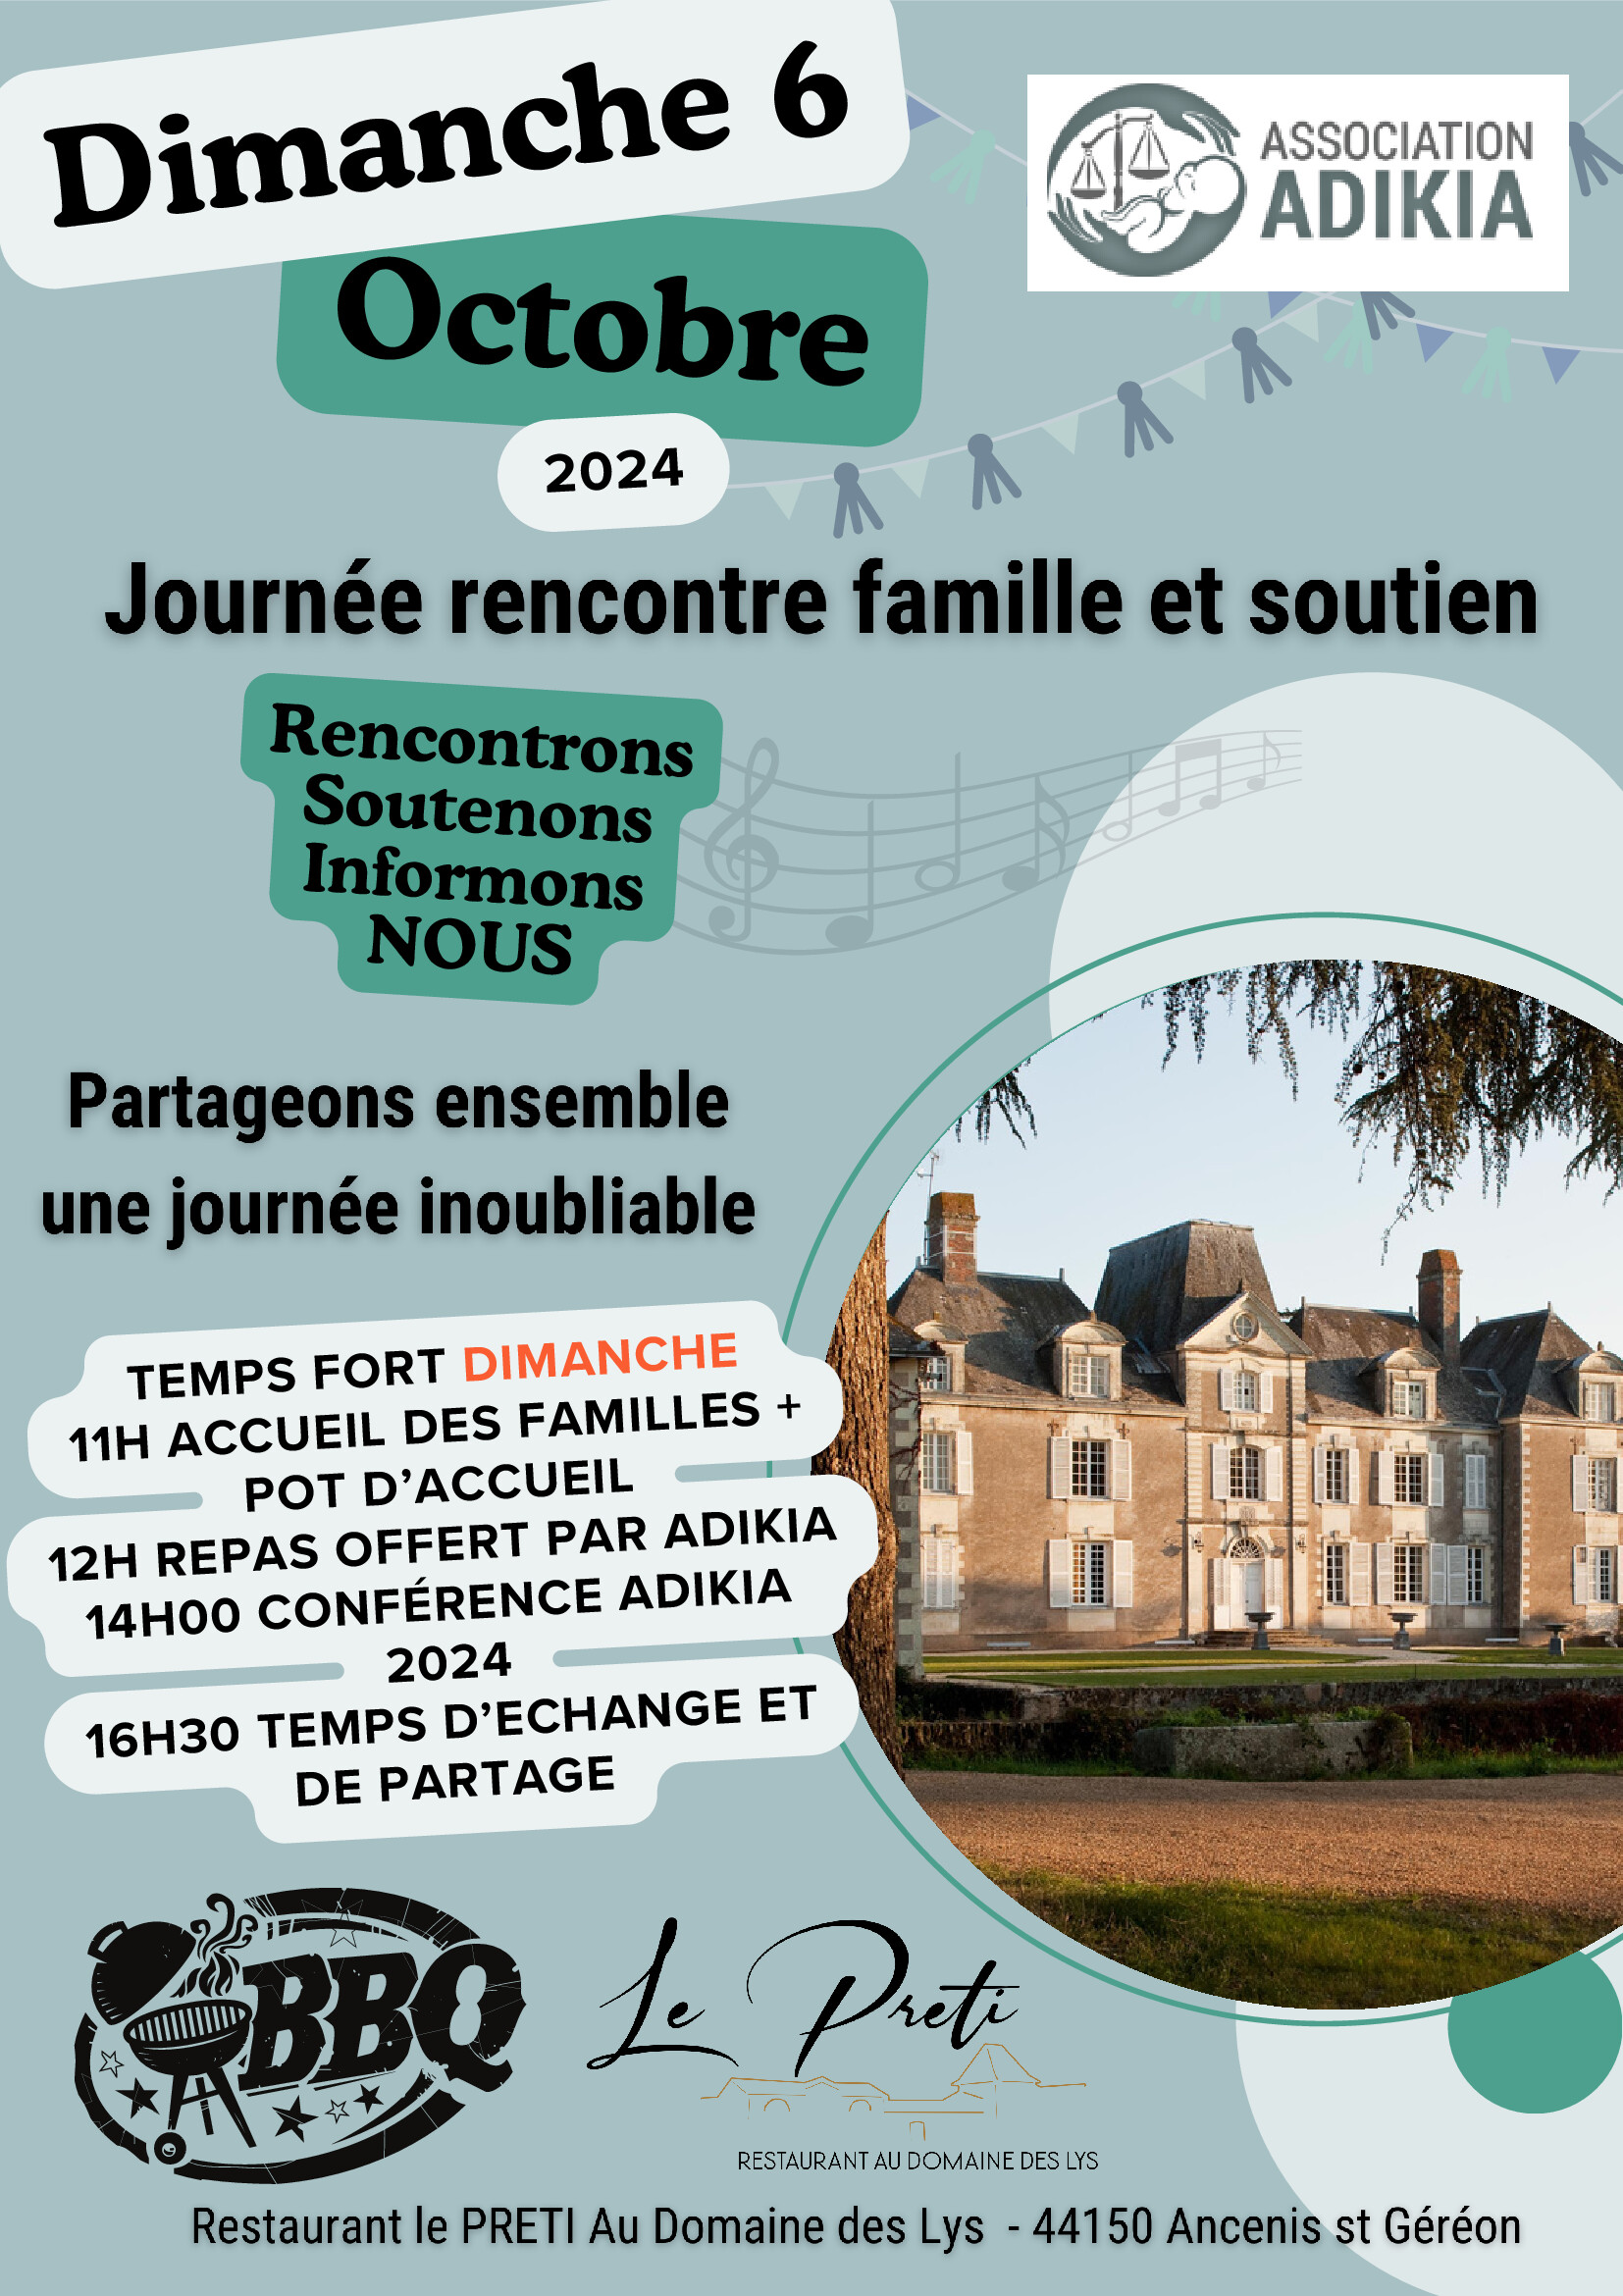 Dimanche 6
Octobre
2024
ASSOCIATION
ADIKIA
Journée rencontre famille et soutien
Rencontrons
Soutenons
Informons
NOUS
Partageons ensemble
une journée inoubliable
TEMPS FORT DIMANCHE
11H ACCUEIL DES FAMILLES +
POT D’ACCUEIL
12H REPAS OFFERT PAR ADIKIA
14H00 CONFÉRENCE ADIKIA
2024
16H30 TEMPS D’ECHANGE ET
DE PARTAGE
BBQ
Le Preti
RESTAURANT AU DOMAINE DES LYS
Restaurant le PRETI Au Domaine des Lys - 44150 Ancenis st Géréon